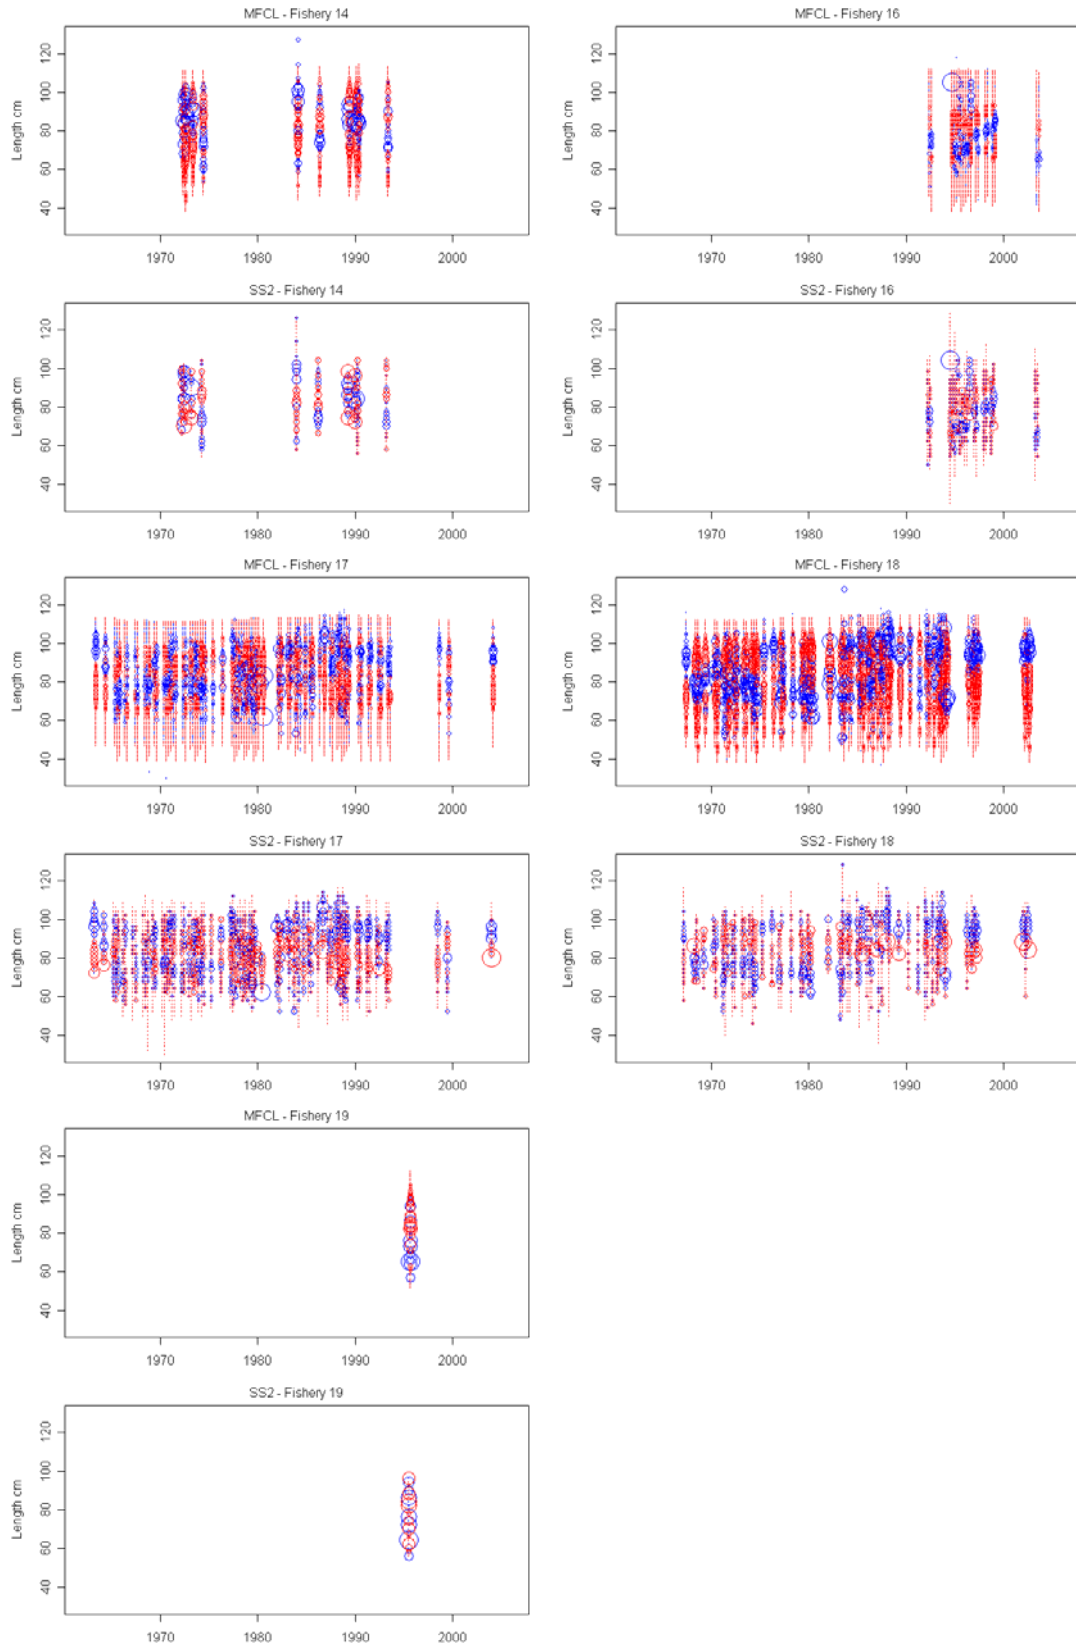 MFCL - Fishery 14
Length cm
120
100
80
60
40
1970 1980 1990 2000
MFCL - Fishery 16
Length cm
120
100
80
60
40
1970 1980 1990 2000
SS2 - Fishery 14
Length cm
120
100
80
60
40
1970 1980 1990 2000
SS2 - Fishery 16
Length cm
120
100
80
60
40
1970 1980 1990 2000
MFCL - Fishery 17
Length cm
120
100
80
60
40
1970 1980 1990 2000
MFCL - Fishery 18
Length cm
120
100
80
60
40
1970 1980 1990 2000
SS2 - Fishery 17
Length cm
120
100
80
60
40
1970 1980 1990 2000
SS2 - Fishery 18
Length cm
120
100
80
60
40
1970 1980 1990 2000
MFCL - Fishery 19
Length cm
120
100
80
60
40
1970 1980 1990 2000
SS2 - Fishery 19
Length cm
120
100
80
60
40
1970 1980 1990 2000